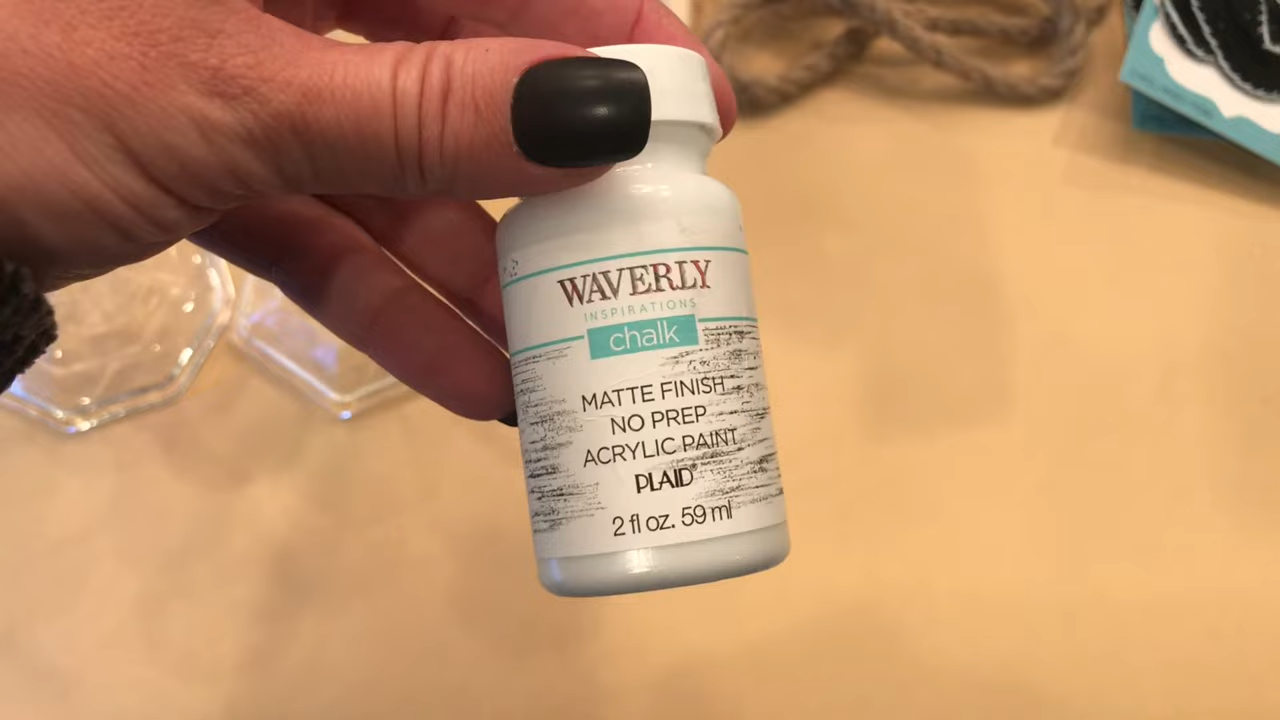 WAVERLY
INSPIRATIONS
chalk
MATTE FINISH
NO PREP
ACRYLIC PAINT
PLAID
2 fl oz. 59 ml